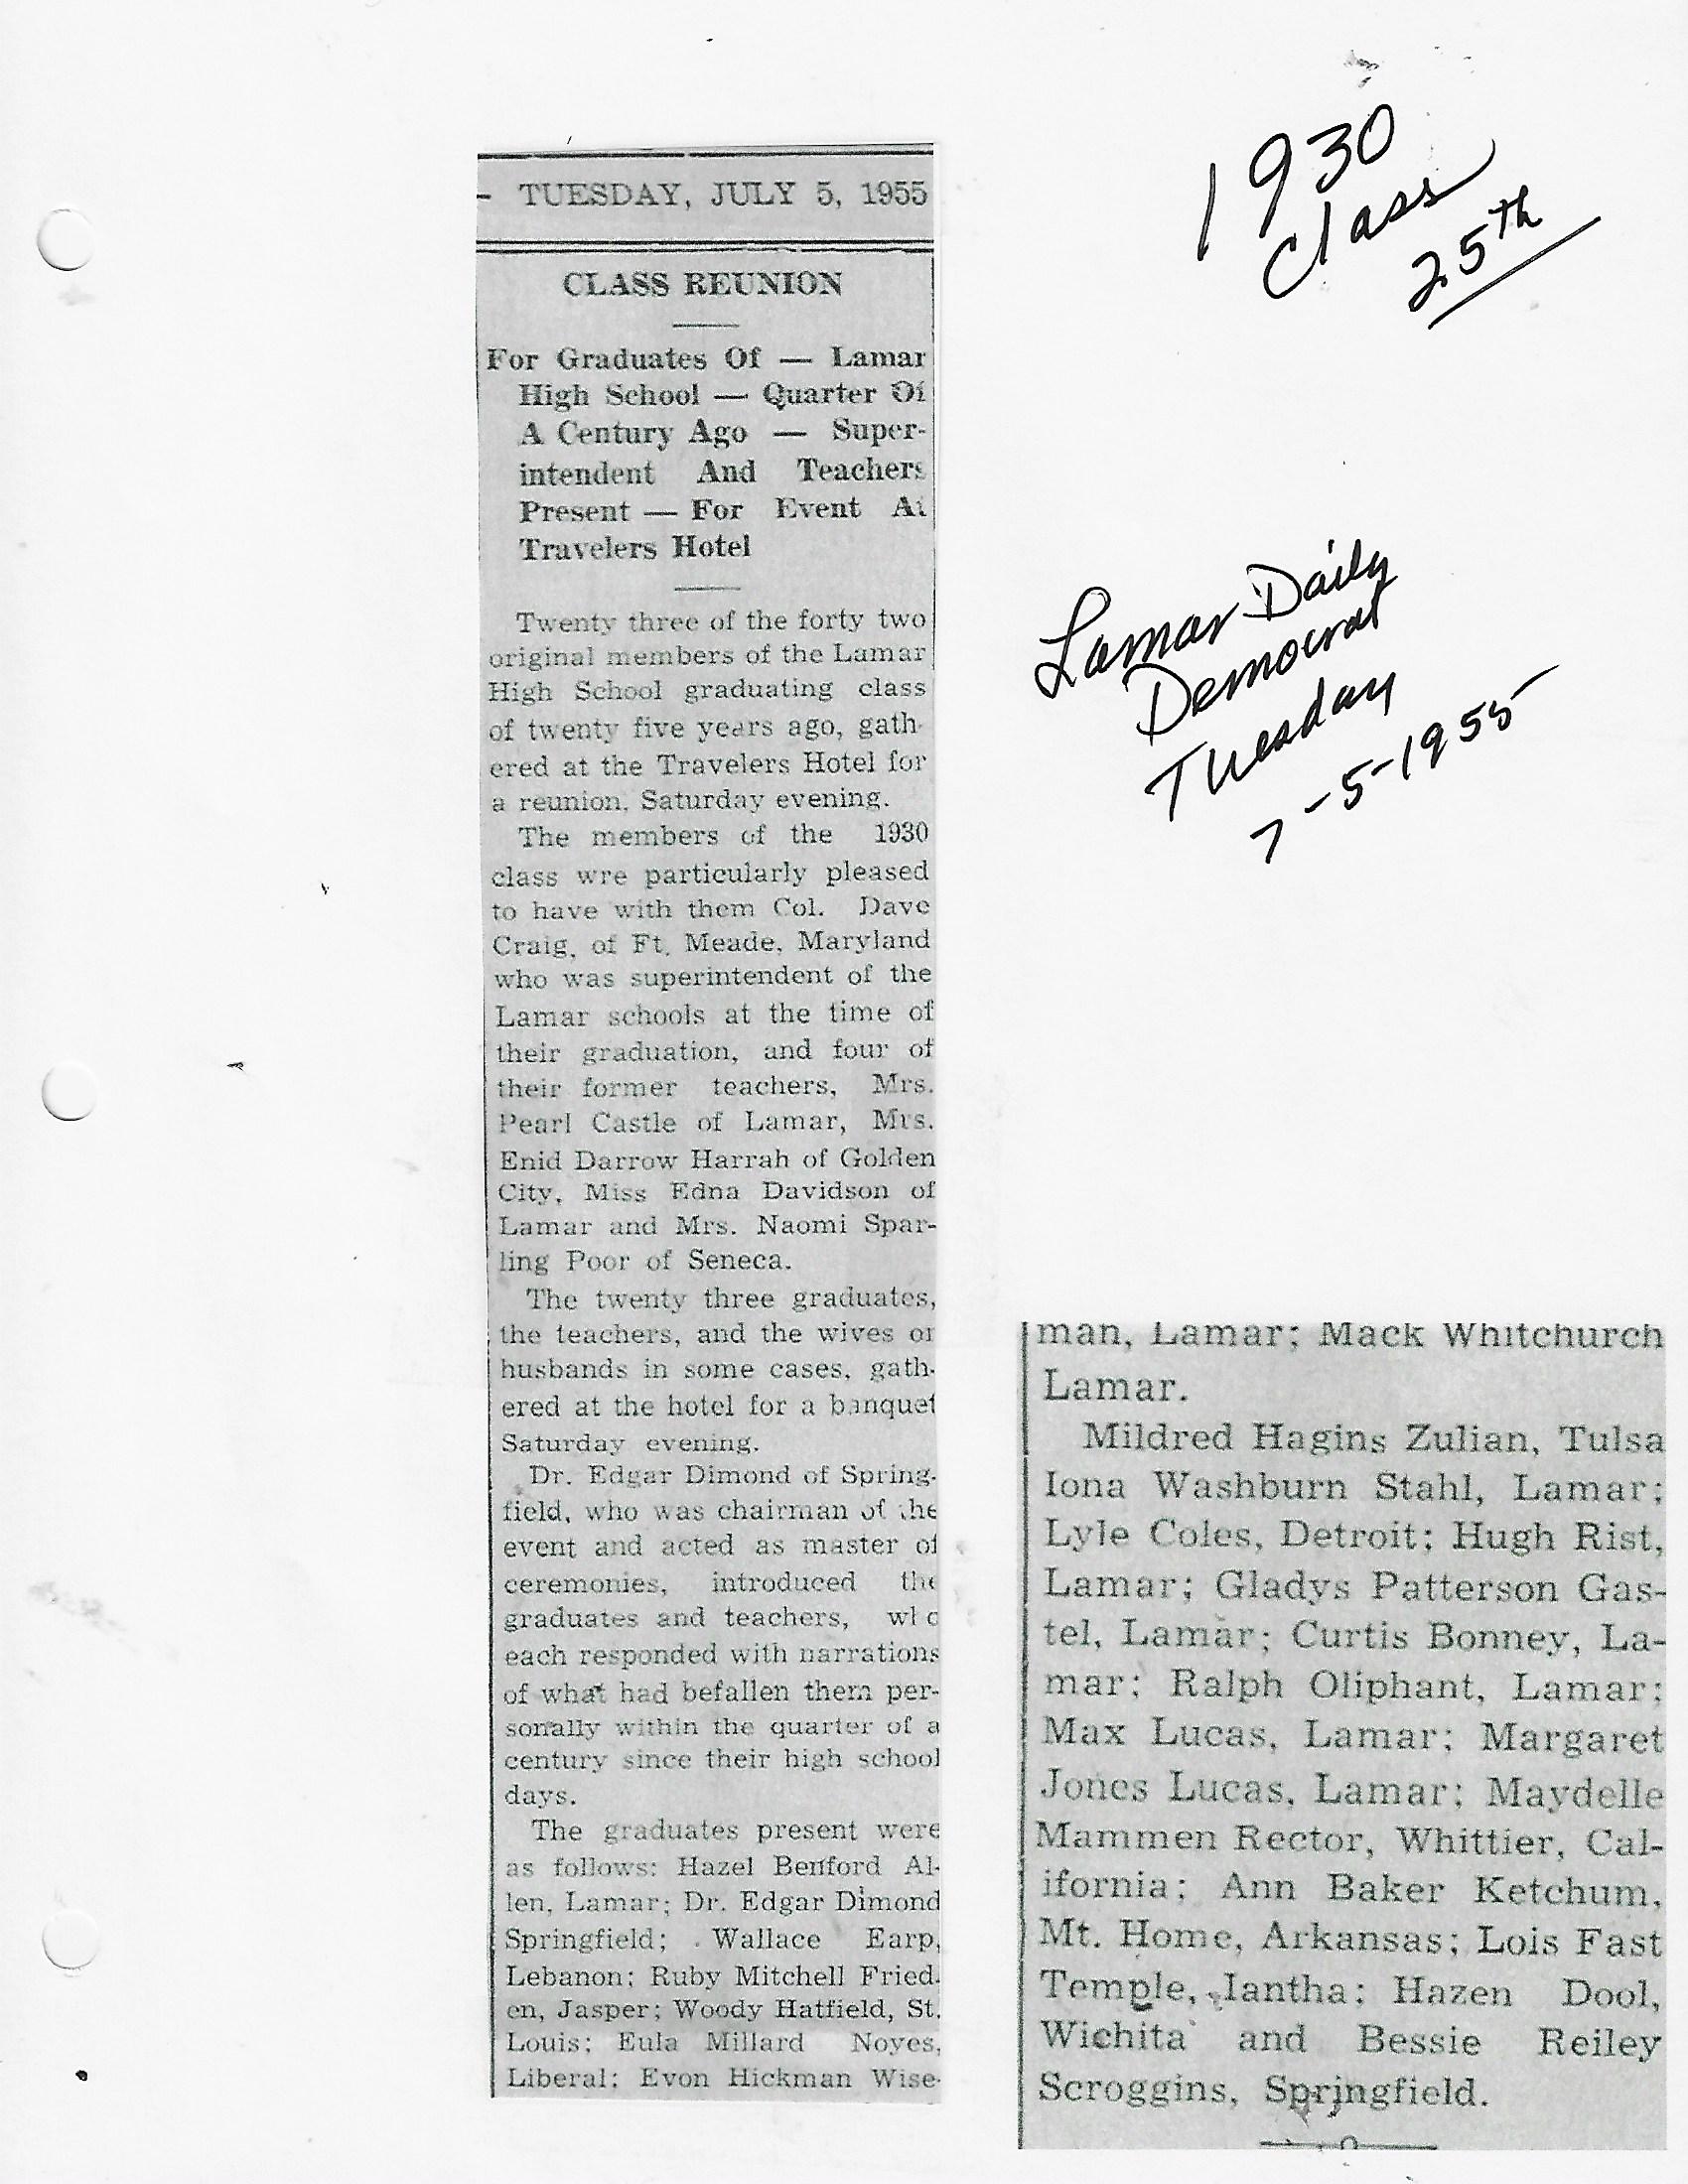 1930
Class
25th
- TUESDAY, JULY 5, 1955
CLASS REUNION
For Graduates Of — Lamar
High School — Quarter Of
A Century Ago — Super-
intendent And Teachers
Present — For Event At
Travelers Hotel
Twenty three of the forty two
original members of the Lamar
High School graduating class
of twenty five years ago, gath-
ered at the Travelers Hotel for
a reunion, Saturday evening.
The members of the 1930
class wre particularly pleased
to have with them Col. Dave
Craig, of Ft. Meade, Maryland
who was superintendent of the
Lamar schools at the time of
their graduation, and four of
their former teachers, Mrs.
Pearl Castle of Lamar, Mrs.
Enid Darrow Harrah of Golden
City, Miss Edna Davidson of
Lamar and Mrs. Naomi Spar-
ling Poor of Seneca.
The twenty three graduates,
the teachers, and the wives or
husbands in some cases, gath-
ered at the hotel for a banquet
Saturday evening.
Dr. Edgar Dimond of Spring-
field, who was chairman of the
event and acted as master of
ceremonies, introduced the
graduates and teachers, who
each responded with narrations
of what had befallen them per-
sonally within the quarter of a
century since their high school
days.
The graduates present were
as follows: Hazel Benford Al-
len, Lamar; Dr. Edgar Dimond
Springfield; Wallace Earp,
Lebanon; Ruby Mitchell Fried-
en, Jasper; Woody Hatfield, St.
Louis; Eula Millard Noyes,
Liberal; Evon Hickman Wise-
Lamar Daily
Democrat
Tuesday
7-5-1955
man, Lamar; Mack Whitchurch
Lamar.
Mildred Hagins Zulian, Tulsa
Iona Washburn Stahl, Lamar;
Lyle Coles, Detroit; Hugh Rist,
Lamar; Gladys Patterson Gas-
tel, Lamar; Curtis Bonney, La-
mar; Ralph Oliphant, Lamar;
Max Lucas, Lamar; Margaret
Jones Lucas, Lamar; Maydelle
Mammen Rector, Whittier, Cal-
ifornia; Ann Baker Ketchum,
Mt. Home, Arkansas; Lois Fast
Temple, Iantha; Hazen Dool,
Wichita and Bessie Reiley
Scroggins, Springfield.